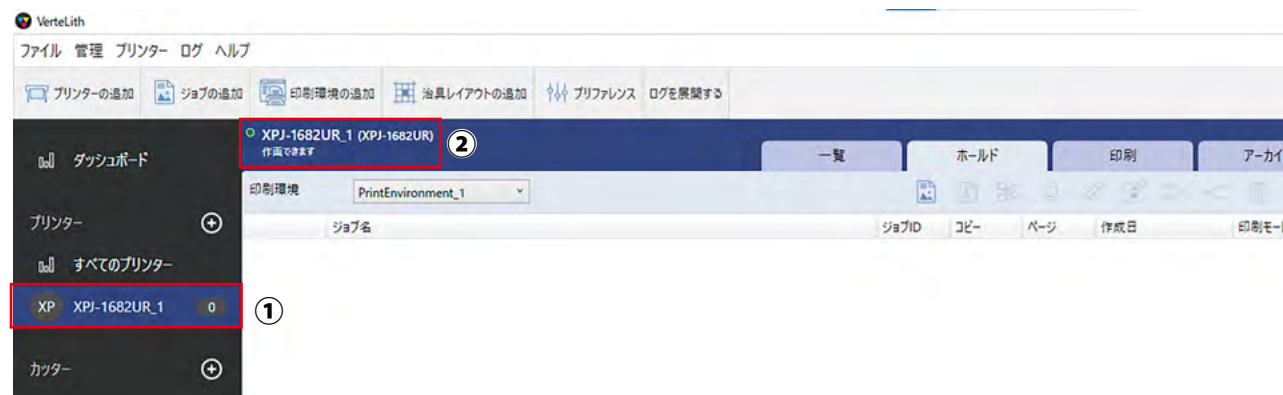 VerteLith
ファイル 管理 プリンター ログ ヘルプ
プリンターの追加 ジョブの追加 印刷環境の追加 治具レイアウトの追加 プリファレンス ログを展開する
XPJ-1682UR_1 (XPJ-1682UR)
作画できます
②
ダッシュボード
一覧 ホールド 印刷 アーカイ
印刷環境 PrintEnvironment_1
プリンター
ジョブ名 ジョブID コピー ページ 作成日 印刷モー
すべてのプリンター
XP XPJ-1682UR_1 0
①
カッター